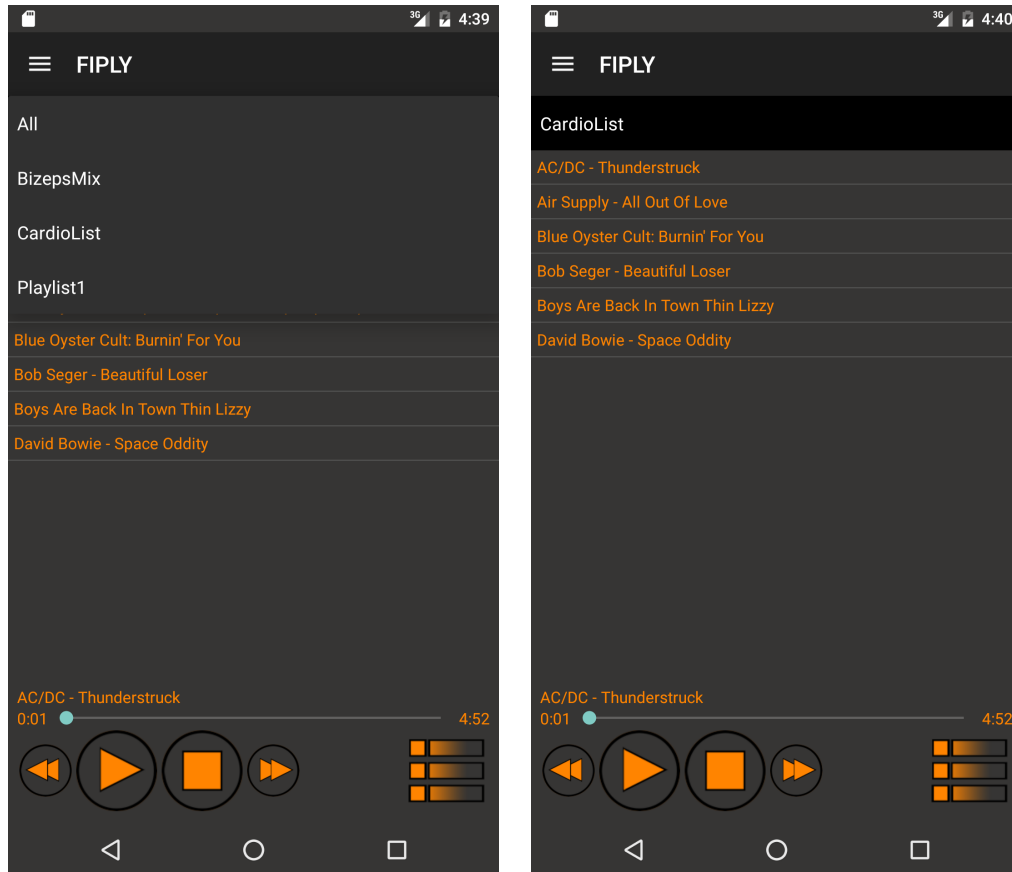 3G 4:39
FIPLY
All
BizepsMix
CardioList
Playlist1
Blue Oyster Cult: Burnin' For You
Bob Seger - Beautiful Loser
Boys Are Back In Town Thin Lizzy
David Bowie - Space Oddity
AC/DC - Thunderstruck
0:01 4:52
3G 4:40
FIPLY
CardioList
AC/DC - Thunderstruck
Air Supply - All Out Of Love
Blue Oyster Cult: Burnin' For You
Bob Seger - Beautiful Loser
Boys Are Back In Town Thin Lizzy
David Bowie - Space Oddity
AC/DC - Thunderstruck
0:01 4:52